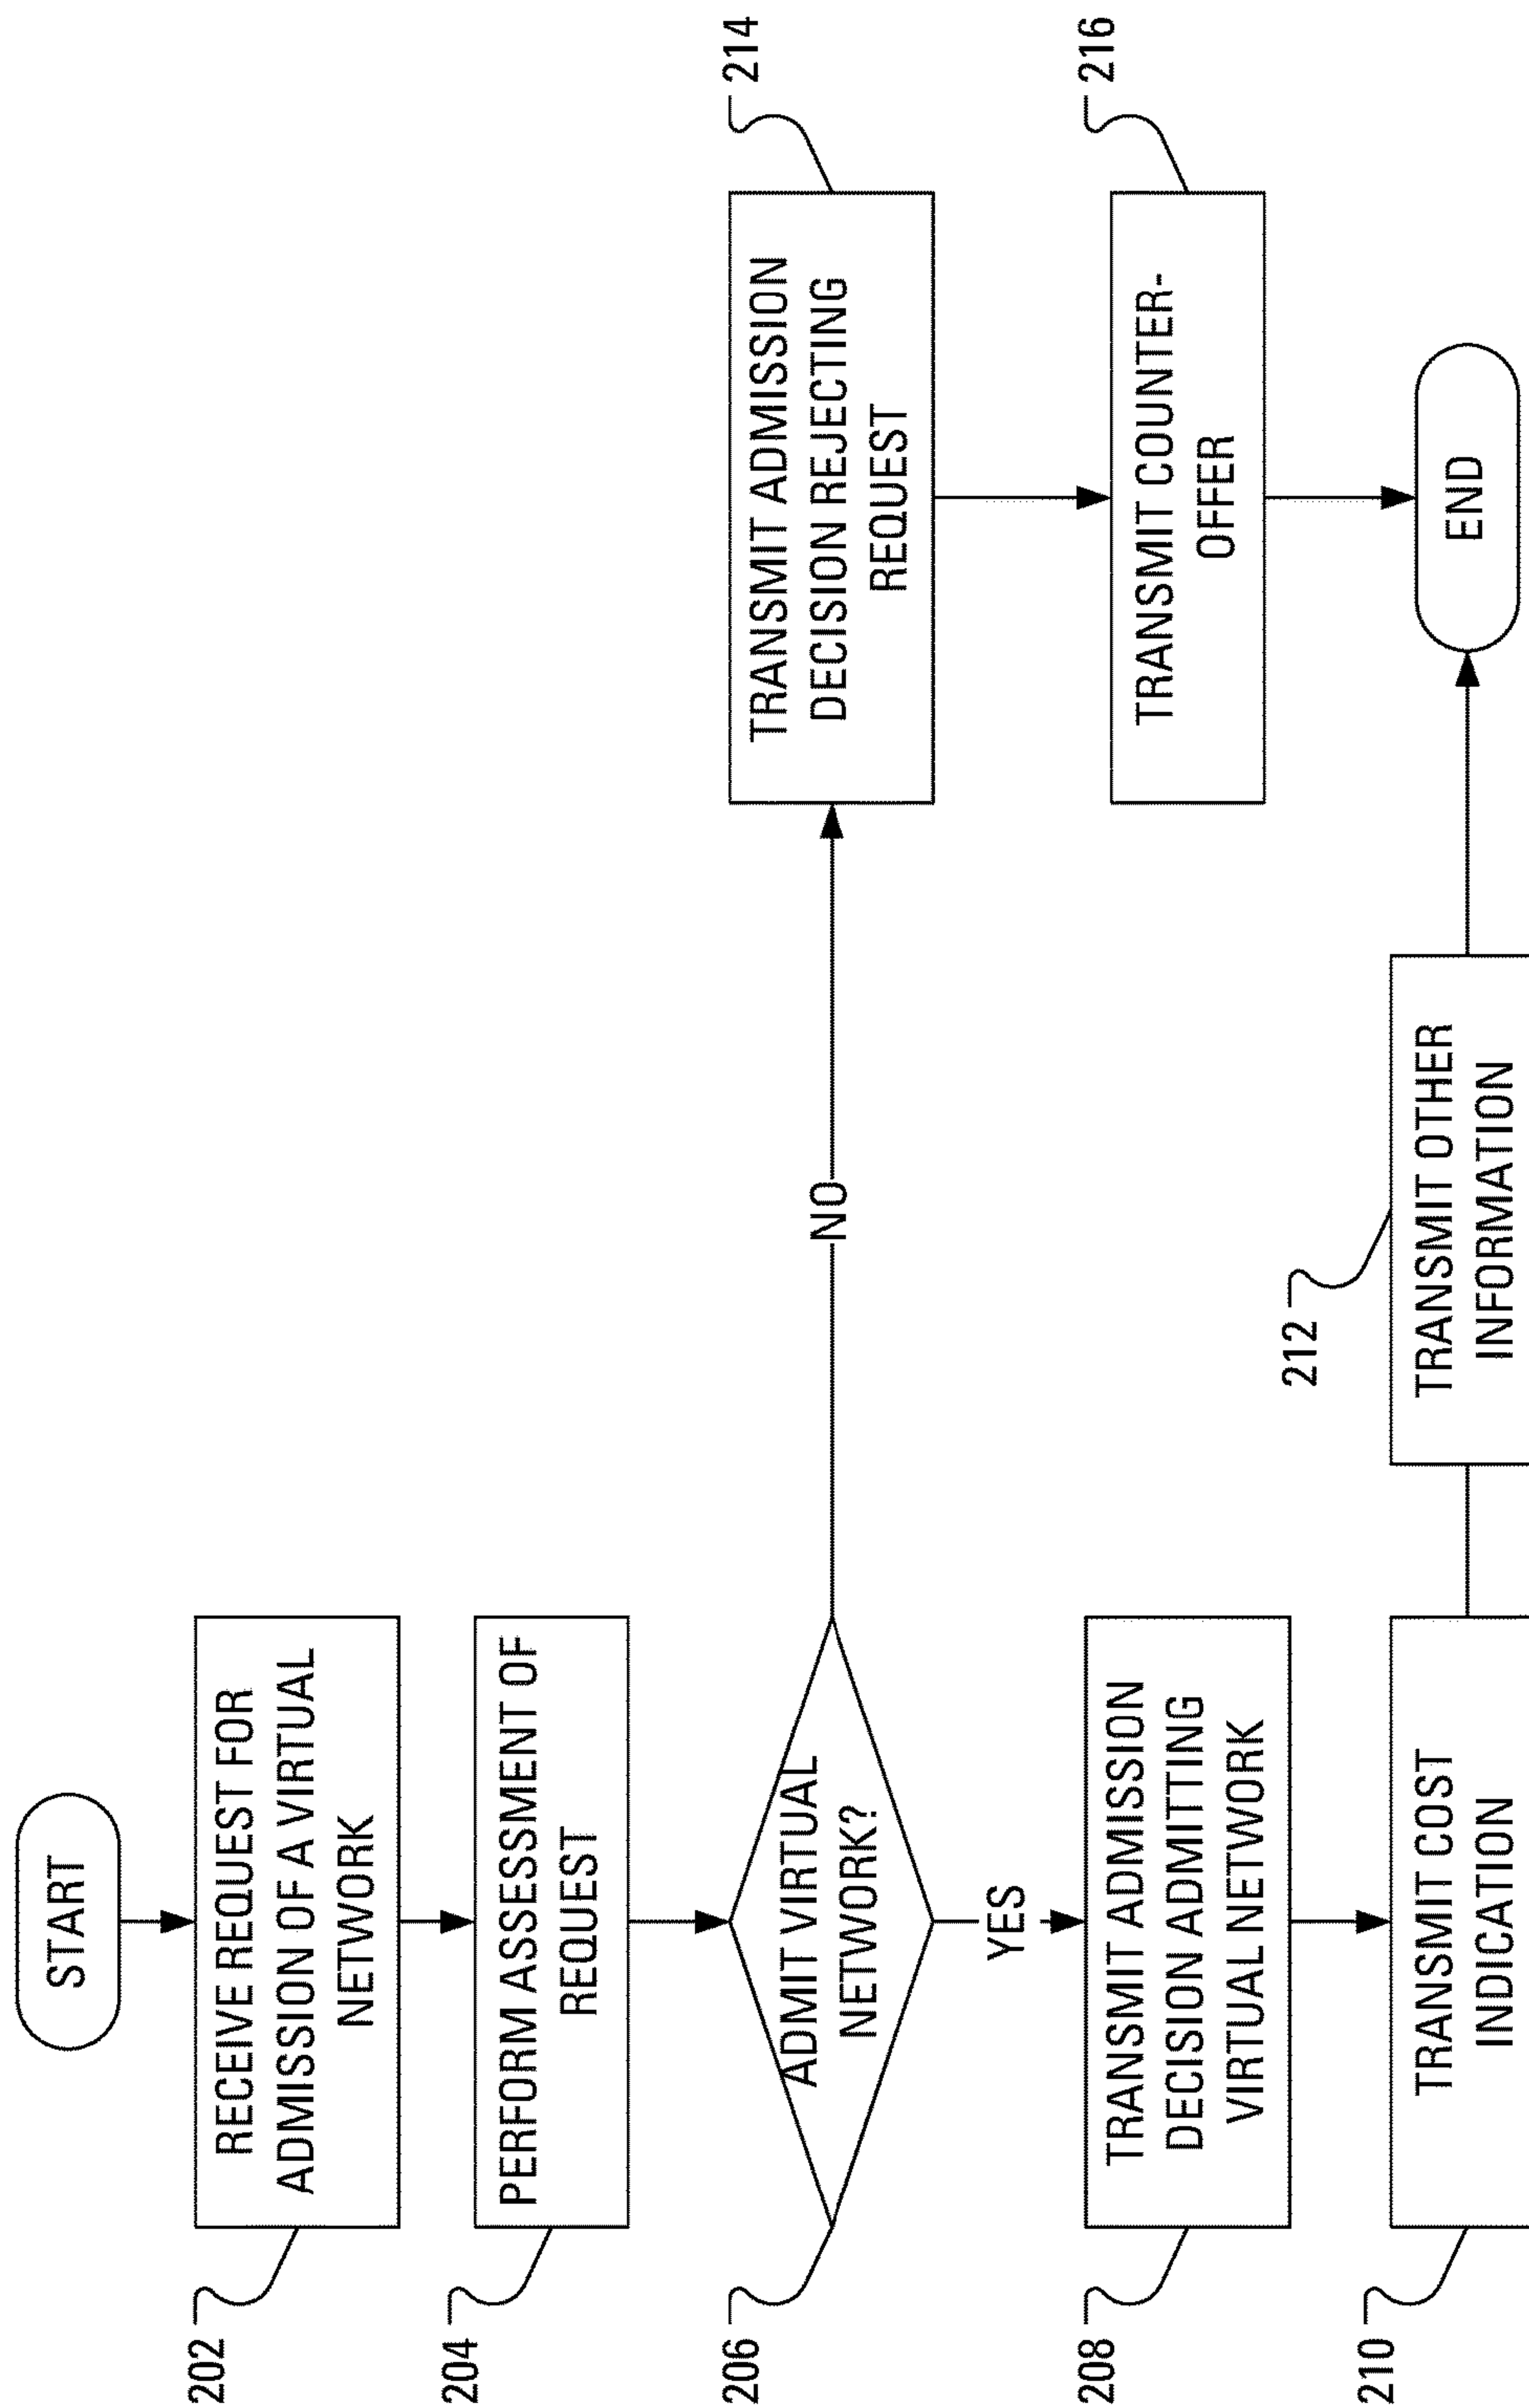 START
202
RECEIVE REQUEST FOR
ADMISSION OF A VIRTUAL
NETWORK
204
PERFORM ASSESSMENT OF
REQUEST
206
ADMIT VIRTUAL
NETWORK?
NO
214
TRANSMIT ADMISSION
DECISION REJECTING
REQUEST
YES
208
TRANSMIT ADMISSION
DECISION ADMITTING
VIRTUAL NETWORK
216
TRANSMIT COUNTER-
OFFER
210
TRANSMIT COST
INDICATION
212
TRANSMIT OTHER
INFORMATION
END